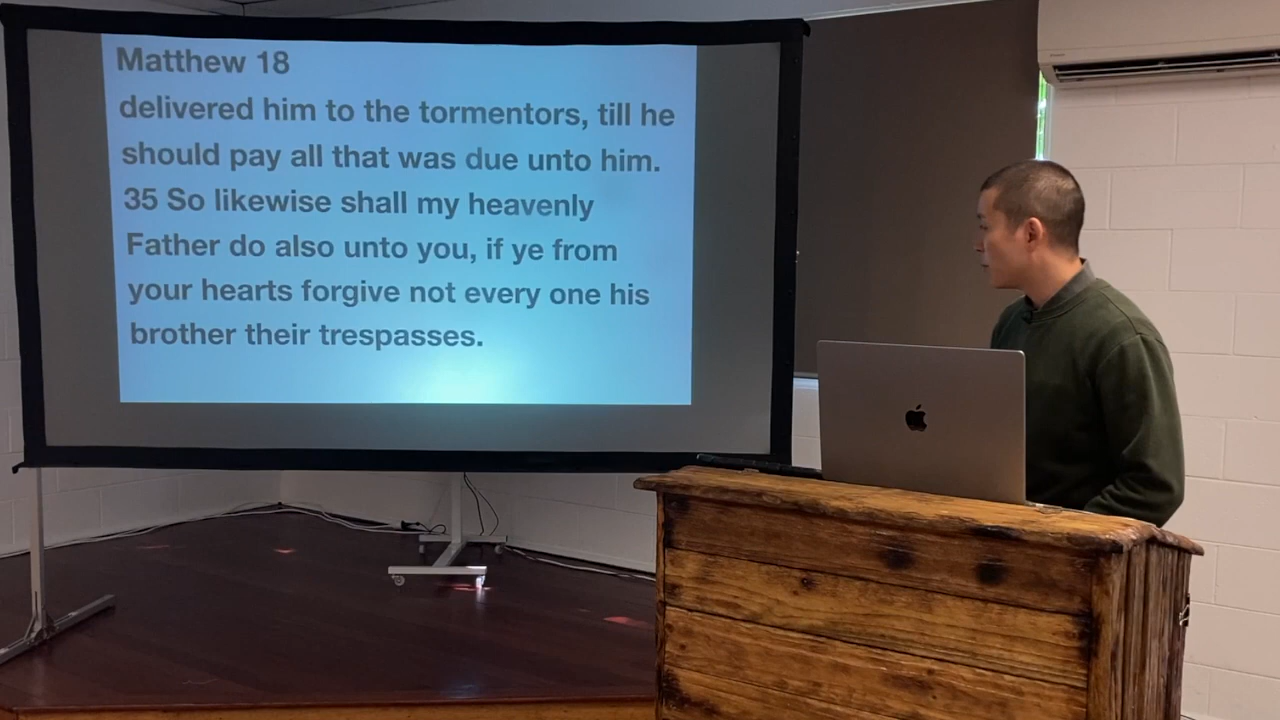 Matthew 18
delivered him to the tormentors, till he
should pay all that was due unto him.
35 So likewise shall my heavenly
Father do also unto you, if ye from
your hearts forgive not every one his
brother their trespasses.